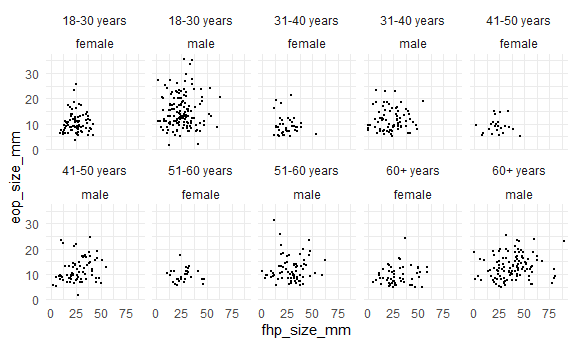 18-30 years 18-30 years 31-40 years 31-40 years 41-50 years
female male female male female
30
20
10
0
eop_size_mm
41-50 years 51-60 years 51-60 years 60+ years 60+ years
male female male female male
30
20
10
0
0 25 50 75 0 25 50 75 0 25 50 75 0 25 50 75 0 25 50 75
fhp_size_mm